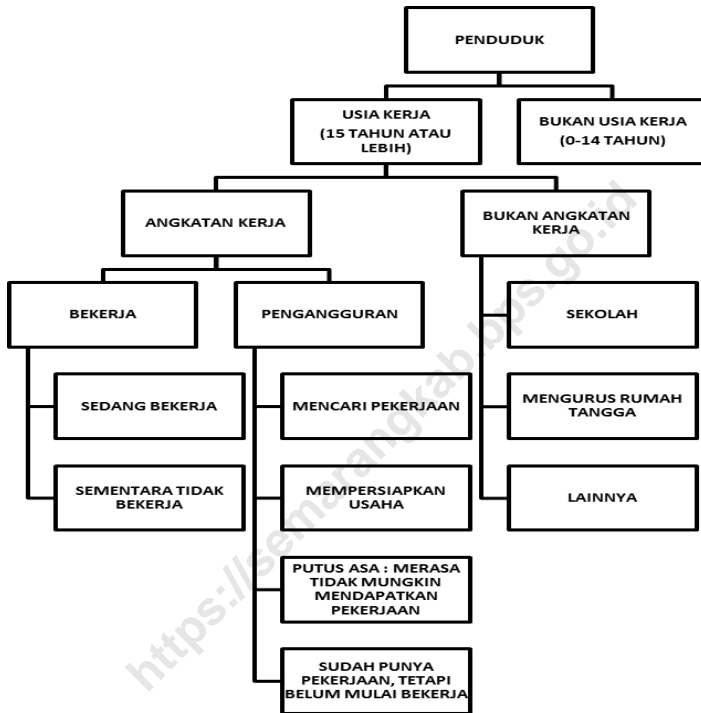 PENDUDUK
USIA KERJA
(15 TAHUN ATAU
LEBIH)
BUKAN USIA KERJA
(0-14 TAHUN)
ANGKATAN KERJA
BUKAN ANGKATAN
KERJA
BEKERJA
PENGANGGURAN
SEKOLAH
SEDANG BEKERJA
MENCARI PEKERJAAN
MENGURUS RUMAH
TANGGA
SEMENTARA TIDAK
BEKERJA
MEMPERSIAPKAN
USAHA
LAINNYA
PUTUS ASA : MERASA
TIDAK MUNGKIN
MENDAPATKAN
PEKERJAAN
SUDAH PUNYA
PEKERJAAN, TETAPI
BELUM MULAI BEKERJA
https://semarangkab.bps.go.id